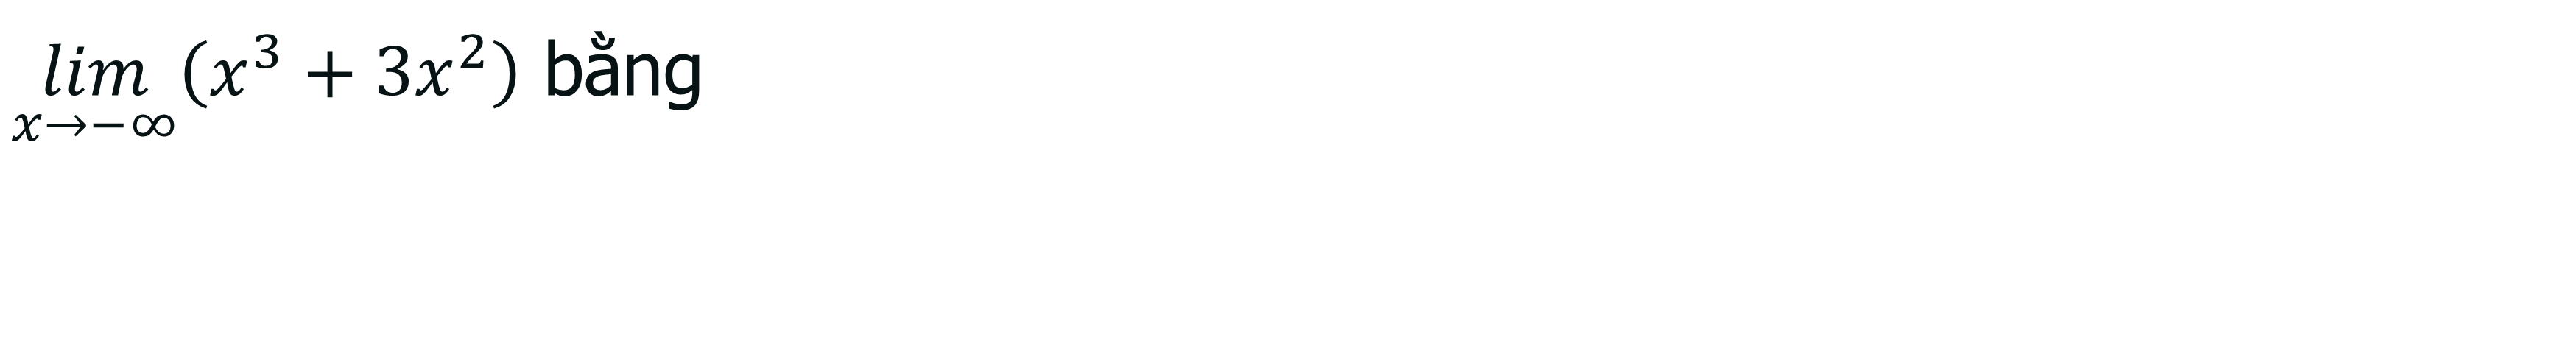 lim (x³ + 3x²) bằng
x→−∞